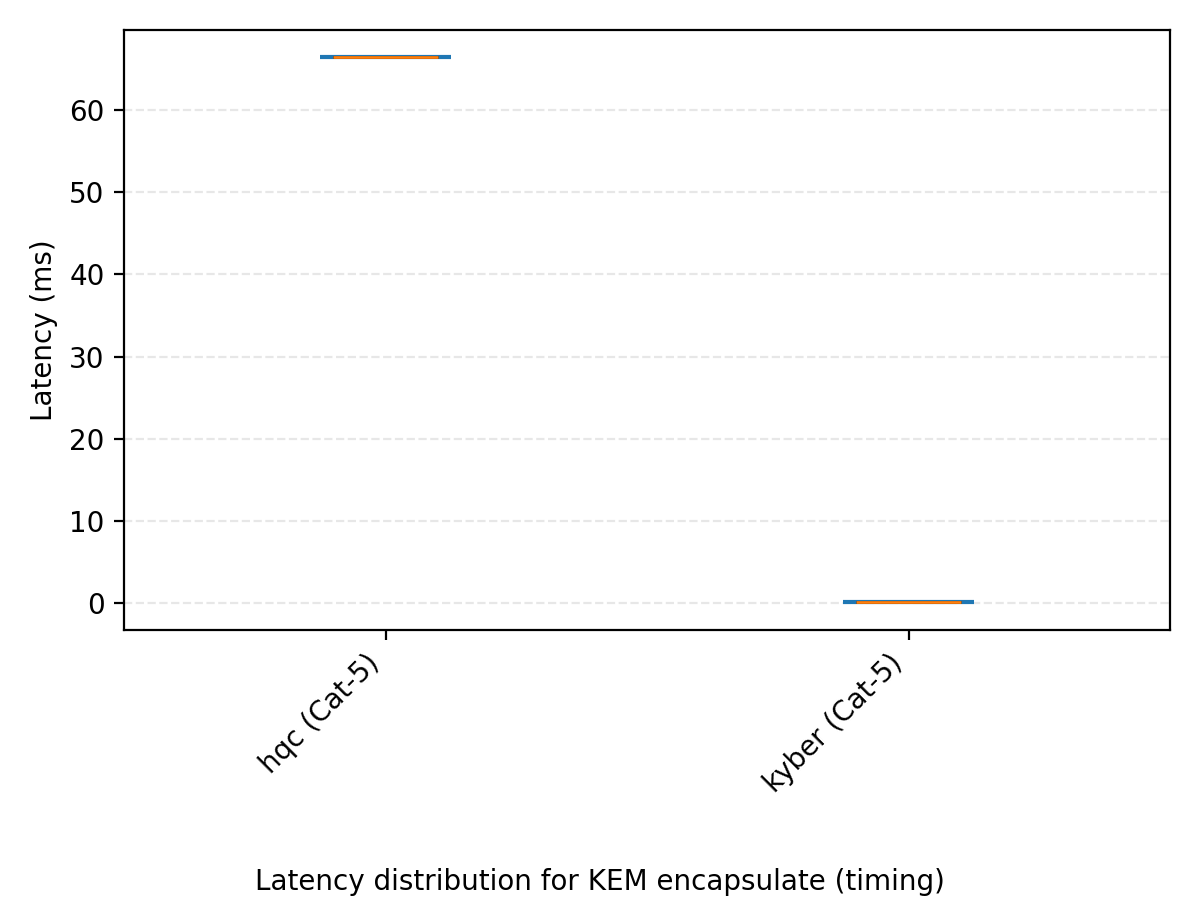 60
50
40
30
20
10
0
Latency (ms)
hqc (Cat-5)
kyber (Cat-5)
Latency distribution for KEM encapsulate (timing)